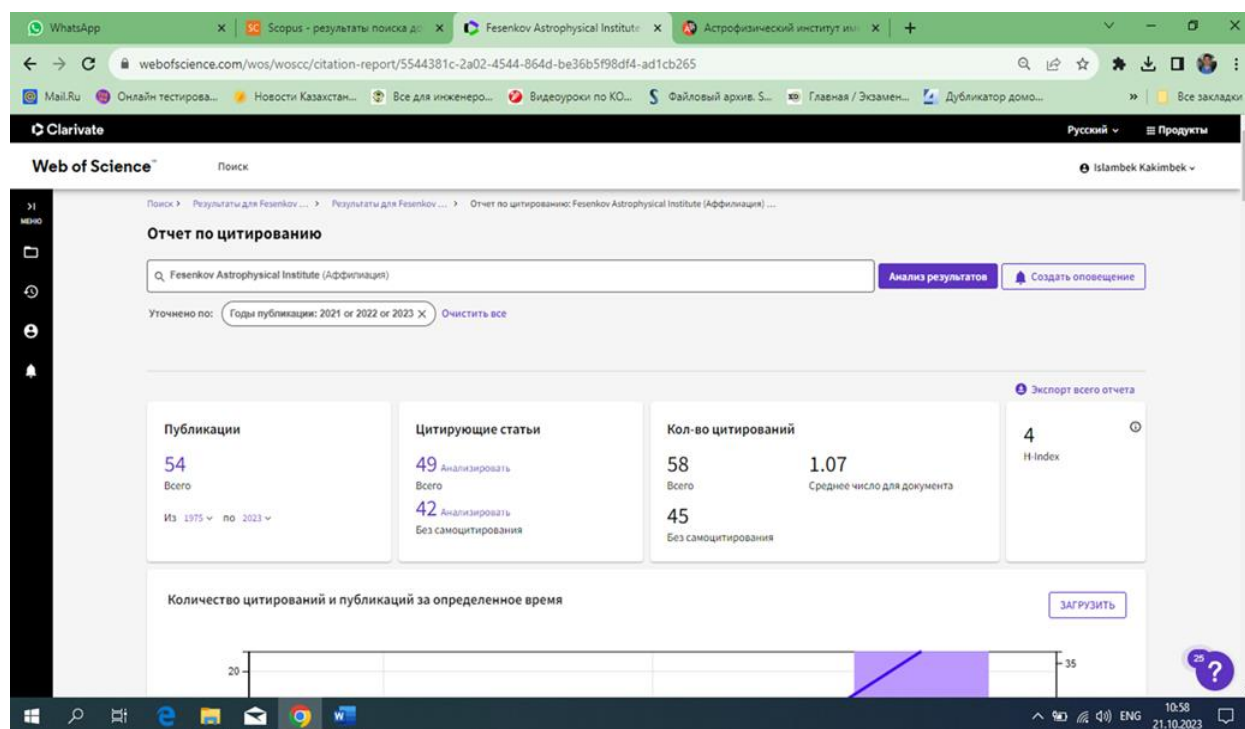 WhatsApp
Scopus - результаты поиска до
Fesenkov Astrophysical Institute
Астрофизический институт им
webofscience.com/wos/woscc/citation-report/5544381c-2a02-4544-864d-be36b5f98df4-ad1cb265
Mail.Ru Онлайн тестирова... Новости Казахстан... Все для инженеро... Видеоуроки по КО... Файловый архив. S... Главная / Экзамен... Дубликатор домо... » Все закладки
Clarivate Русский Продукты
Web of Science™ Поиск Islambek Kakimbek
МЕНЮ
Поиск > Результаты для Fesenkov ... > Результаты для Fesenkov ... > Отчет по цитированию: Fesenkov Astrophysical Institute (Аффилиация) ...
Отчет по цитированию
Fesenkov Astrophysical Institute (Аффилиация)
Анализ результатов
Создать оповещение
Уточнено по: Годы публикации: 2021 or 2022 or 2023 × Очистить все
Экспорт всего отчета
Публикации
54
Всего
Из 1975 по 2023
Цитирующие статьи
49 Анализировать
Всего
42 Анализировать
Без самоцитирования
Кол-во цитирований
58
Всего
1.07
Среднее число для документа
45
Без самоцитирования
4
H-Index
Количество цитирований и публикаций за определенное время
ЗАГРУЗИТЬ
20
35
25
?
ENG
10:58
21.10.2023